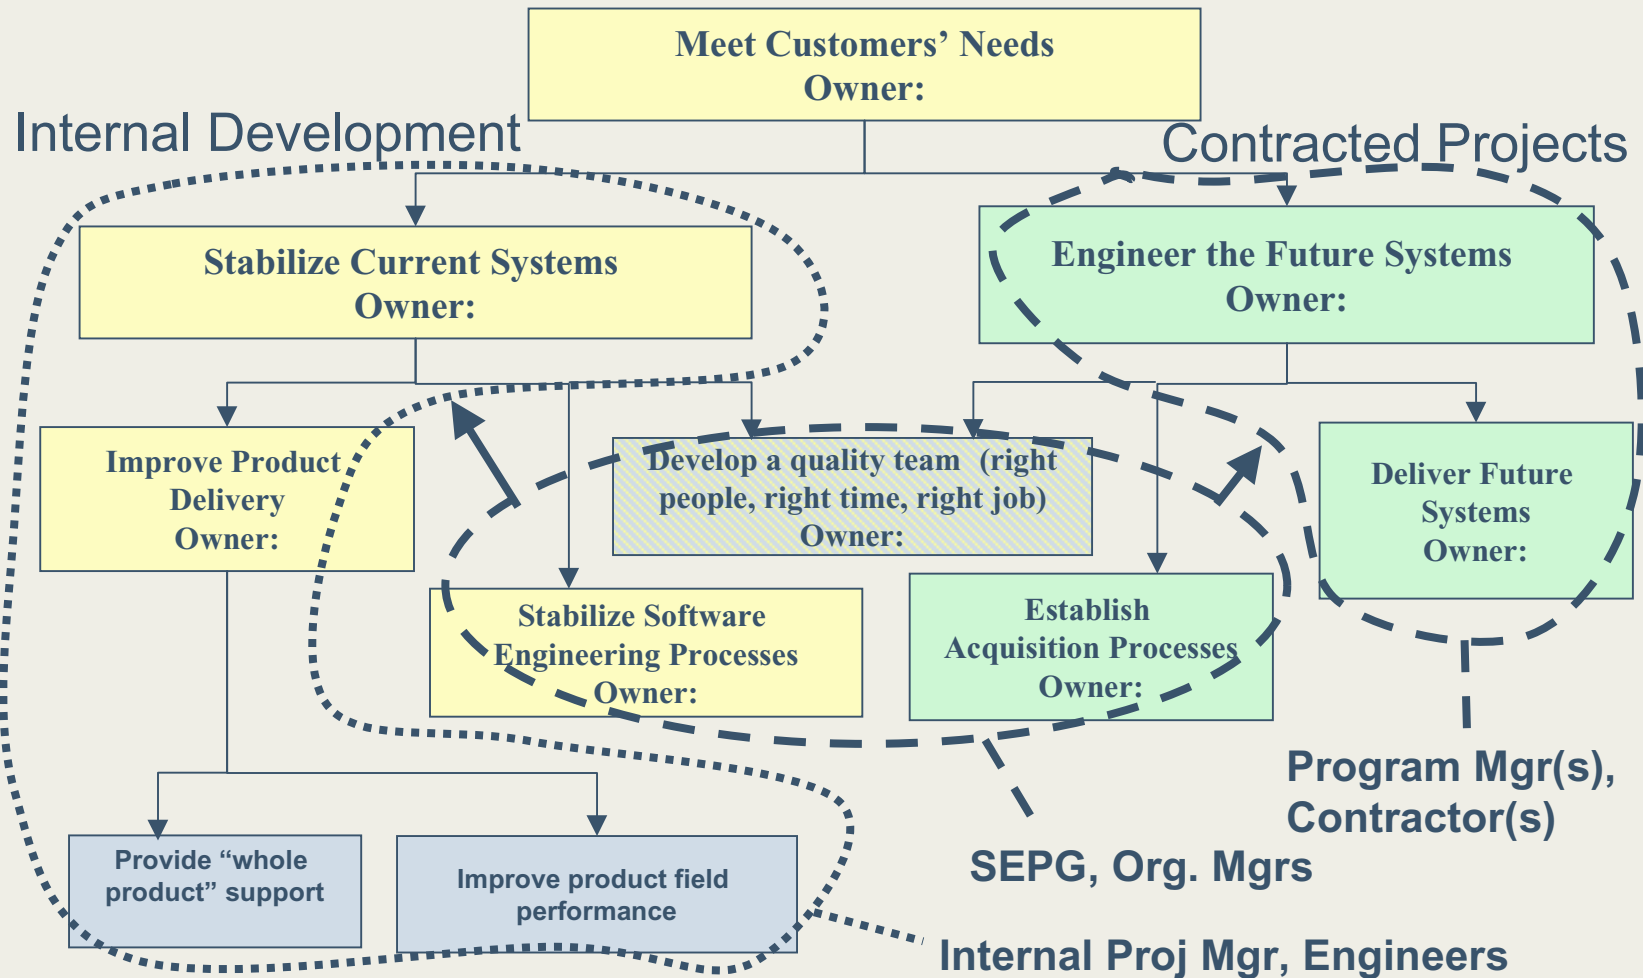 Meet Customers’ Needs
Owner:
Internal Development
Contracted Projects
Stabilize Current Systems
Owner:
Engineer the Future Systems
Owner:
Improve Product
Delivery
Owner:
Develop a quality team (right
people, right time, right job)
Owner:
Deliver Future
Systems
Owner:
Stabilize Software
Engineering Processes
Owner:
Establish
Acquisition Processes
Owner:
Program Mgr(s),
Contractor(s)
Provide “whole
product” support
Improve product field
performance
SEPG, Org. Mgrs
Internal Proj Mgr, Engineers